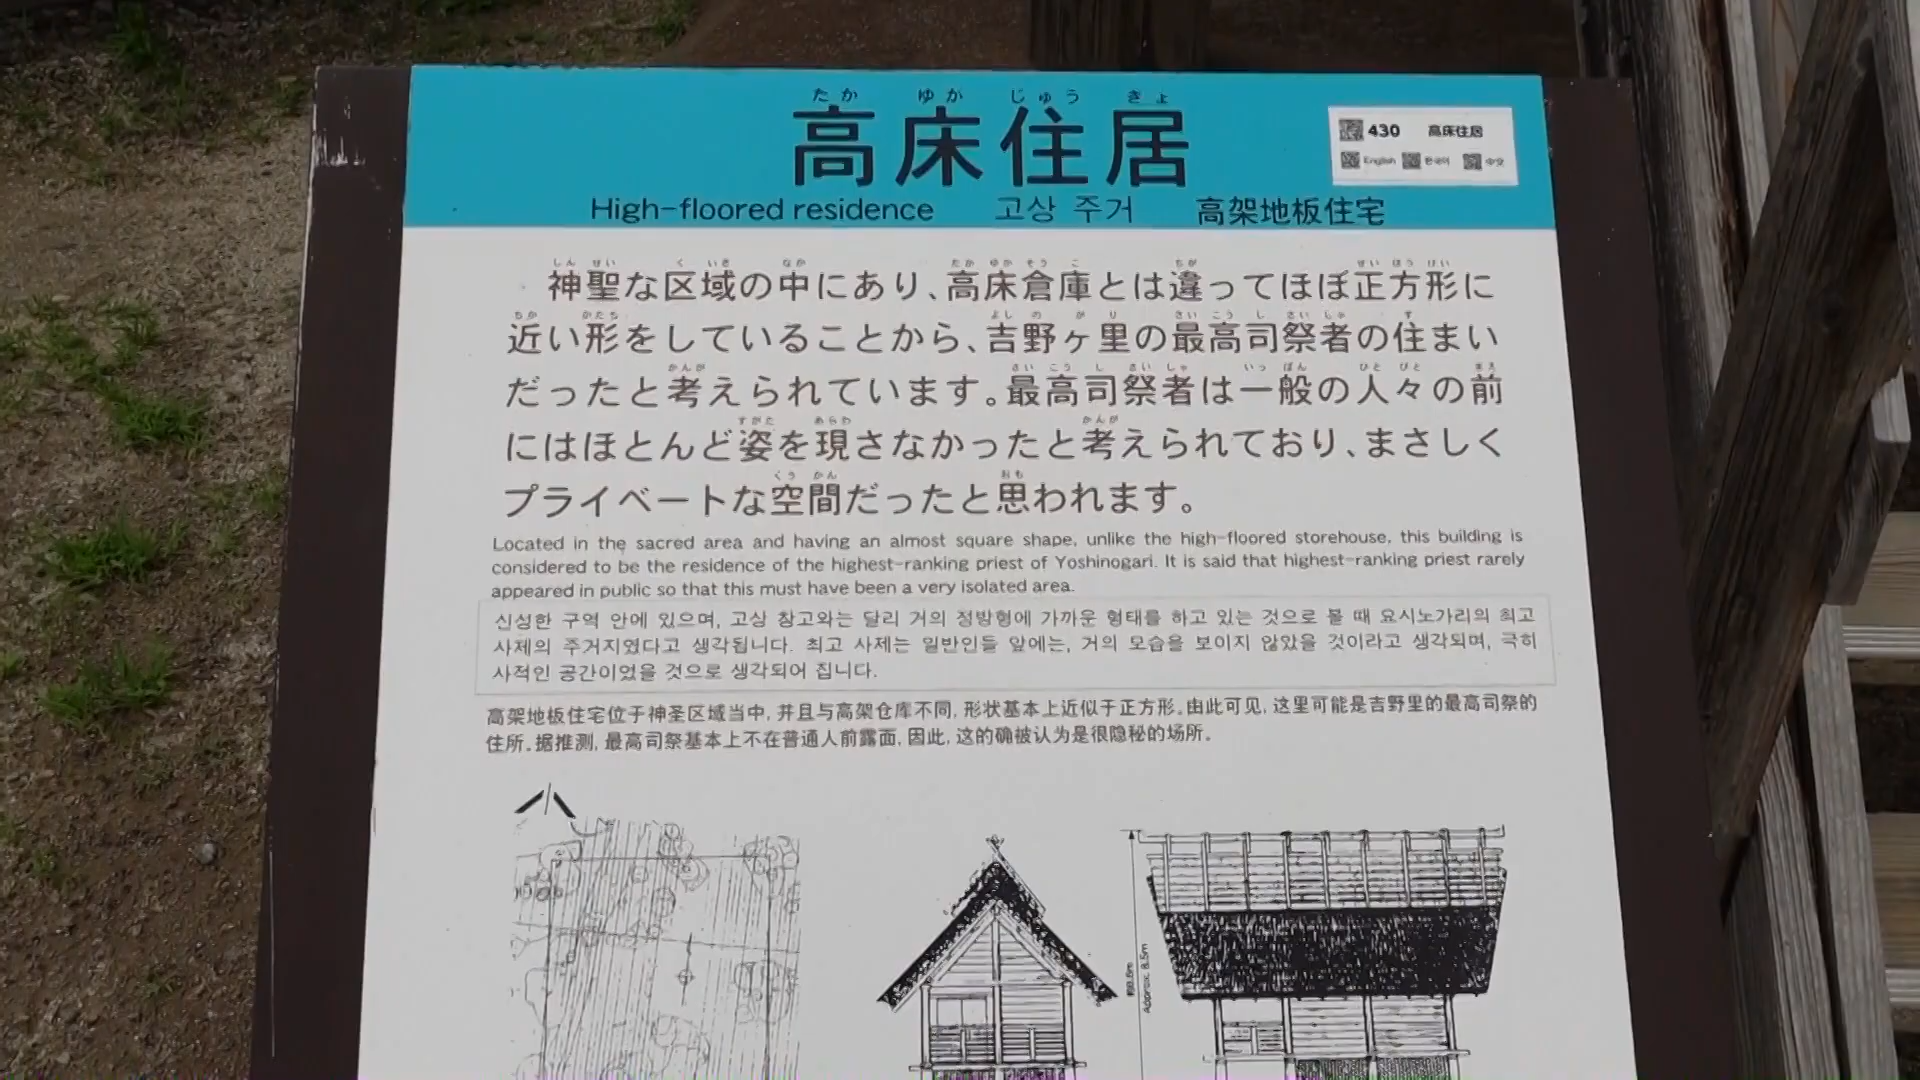 たか ゆか じゅう きょ
高床住居
430 高床住居
English 한국어 中文
High-floored residence 고상 주거 高架地板住宅
神聖な区域の中にあり、高床倉庫とは違ってほぼ正方形に
近い形をしていることから、吉野ヶ里の最高司祭者の住まい
だったと考えられています。最高司祭者は一般の人々の前
にはほとんど姿を現さなかったと考えられており、まさしく
プライベートな空間だったと思われます。
Located in the sacred area and having an almost square shape, unlike the high-floored storehouse, this building is
considered to be the residence of the highest-ranking priest of Yoshinogari. It is said that highest-ranking priest rarely
appeared in public so that this must have been a very isolated area.
신성한 구역 안에 있으며, 고상 창고와는 달리 거의 정방형에 가까운 형태를 하고 있는 것으로 볼 때 요시노가리의 최고
사제의 주거지였다고 생각됩니다. 최고 사제는 일반인들 앞에는, 거의 모습을 보이지 않았을 것이라고 생각되며, 극히
사적인 공간이었을 것으로 생각되어 집니다.
高架地板住宅位于神圣区域当中, 并且与高架仓库不同, 形状基本上近似于正方形. 由此可见, 这里可能是吉野里的最高司祭的
住所. 据推测, 最高司祭基本上不在普通人前露面, 因此, 这的确被认为是很隐秘的场所.
Approx. 8.5m